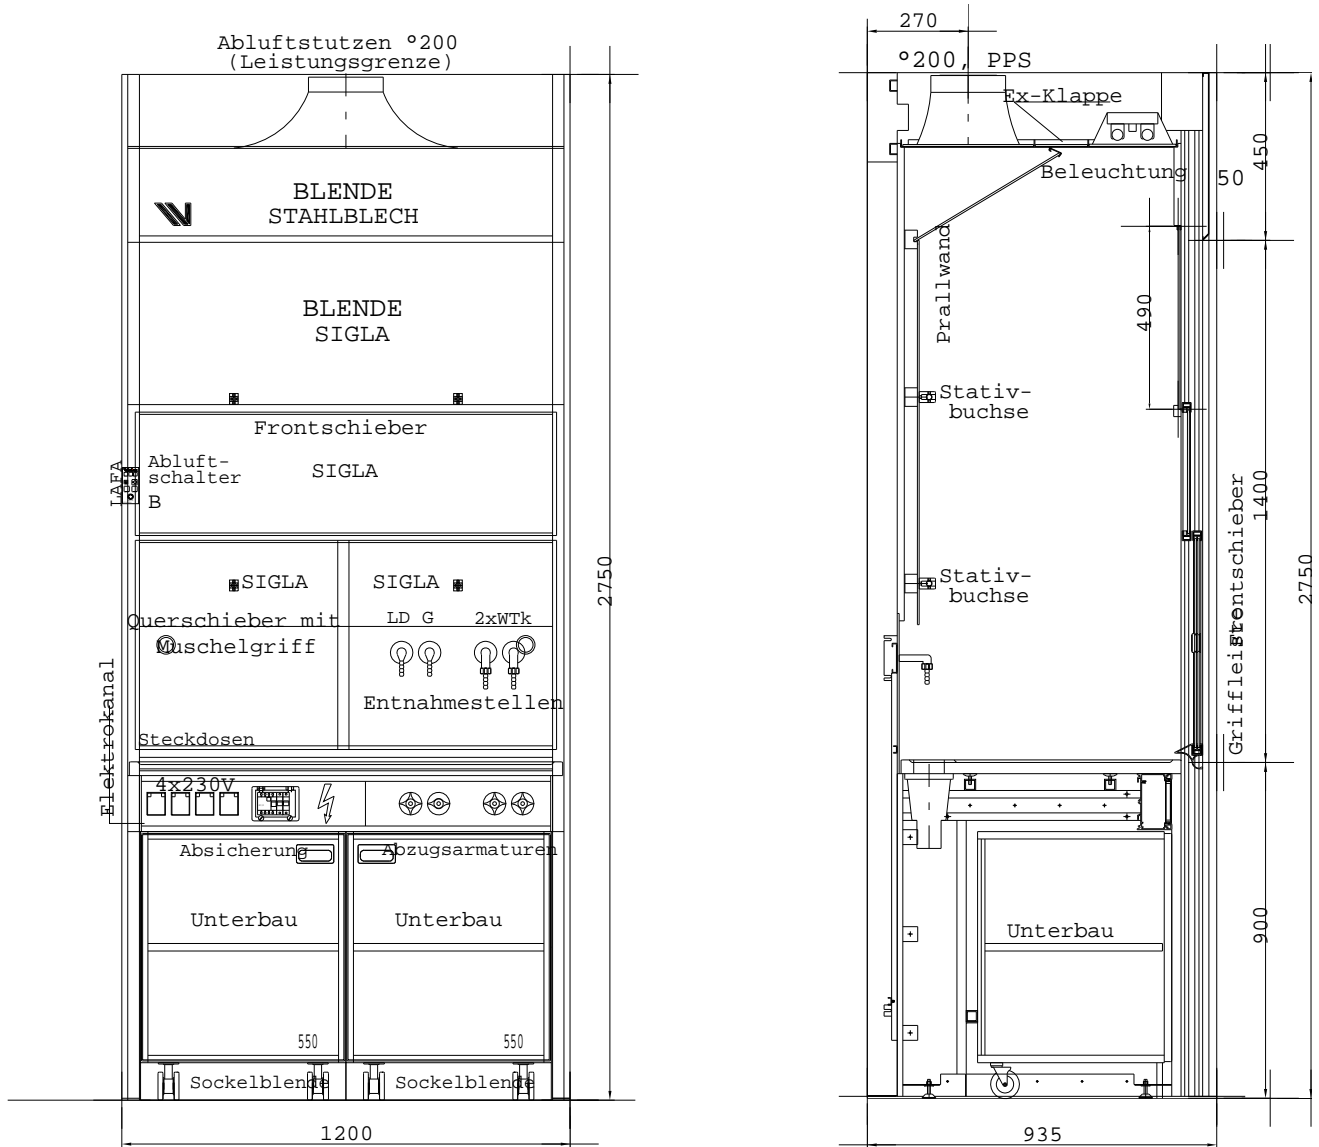 Abluftstutzen °200
(Leistungsgrenze)
BLENDE
STAHLBLECH
BLENDE
SIGLA
Frontschieber
SIGLA
LAFA
Abluft-
schalter
B
SIGLA
SIGLA
Querschieber mit
Muschelgriff
LD G
2xWTk
Entnahmestellen
Elektrokanal
Steckdosen
4x230V
Absicherung
Abzugsarmaturen
Unterbau
Unterbau
550
550
Sockelblende
Sockelblende
1200
2750
270
°200, PPS
Ex-Klappe
Beleuchtung
50
450
Prallwand
490
Stativ-
buchse
1400
Frontschieber
Griffleiste
2750
Stativ-
buchse
Unterbau
900
935